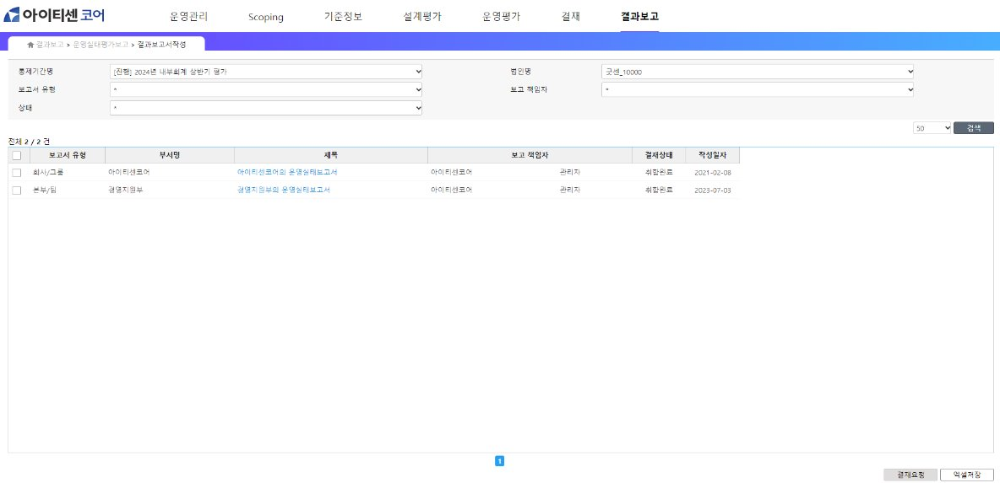 아이티센 코어
운영관리 Scoping 기준정보 설계평가 운영평가 결재 결과보고
결과보고 > 운영실태평가보고 > 결과보고서작성
통제기간명 [진행] 2024년 내부회계 상반기 평가 법인명 굿센_10000
보고서 유형 * 보고 책임자 *
상태 *
50 검색
전체 2 / 2 건
보고서 유형 부서명 제목 보고 책임자 결재상태 작성일자
회사/그룹 아이티센코어 아이티센코어의 운영실태보고서 아이티센코어 관리자 취합완료 2021-02-08
본부/팀 경영지원부 경영지원부의 운영실태보고서 아이티센코어 관리자 취합완료 2023-07-03
1
결재요청 엑셀저장